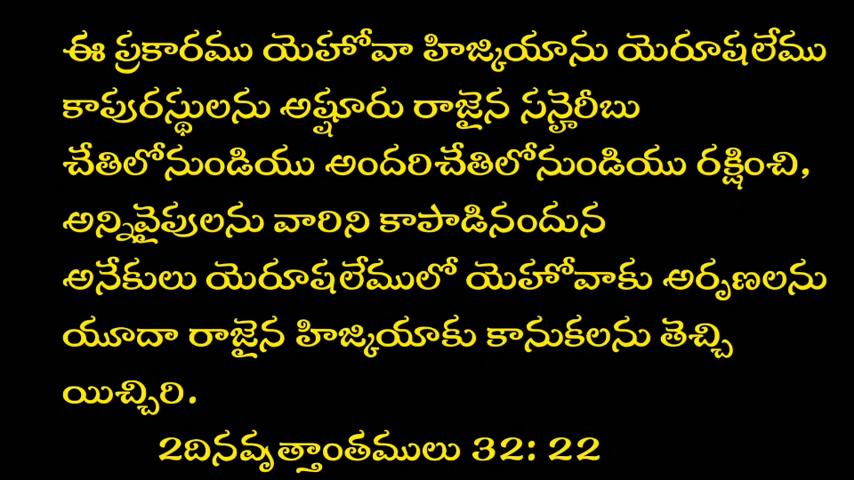 ఈ ప్రకారము యెహోవా హిజ్కియాను యెరూషలేము
కాపురస్థులను అష్షూరు రాజైన సన్హెరీబు
చేతిలోనుండియు అందరిచేతిలోనుండియు రక్షించి,
అన్నివైపులను వారిని కాపాడినందున
అనేకులు యెరూషలేములో యెహోవాకు అర్పణలను
యూదా రాజైన హిజ్కియాకు కానుకలను తెచ్చి
యిచ్చిరి.
2దినవృత్తాంతములు 32: 22